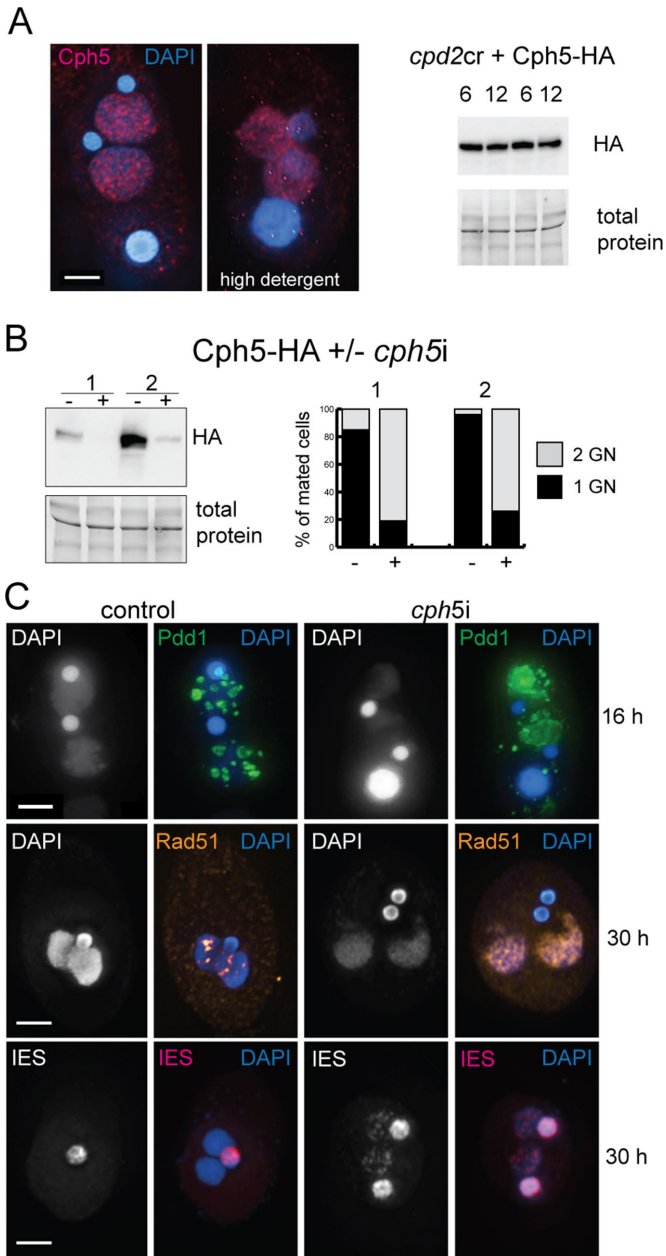 A
Cph5 DAPI
high detergent
cpd2cr + Cph5-HA
6 12 6 12
HA
total
protein
B
Cph5-HA +/- cph5i
1 2
- + - +
HA
total
protein
1 2
% of mated cells
100
80
60
40
20
0
- + - +
2 GN
1 GN
C
control cph5i
DAPI Pdd1 DAPI DAPI Pdd1 DAPI
16 h
DAPI Rad51 DAPI DAPI Rad51 DAPI
30 h
IES IES DAPI IES IES DAPI
30 h